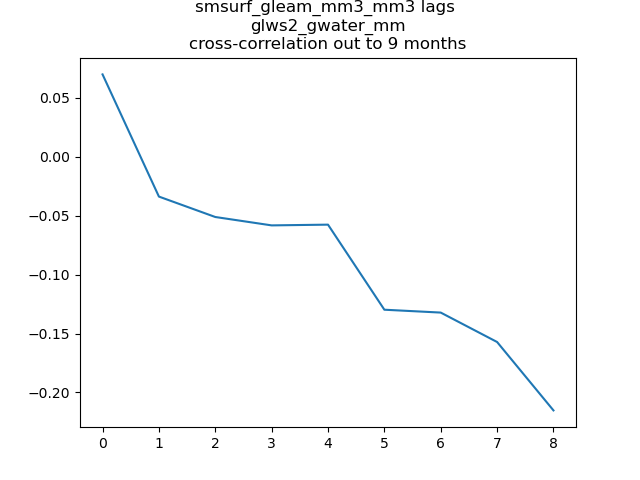 smsurf_gleam_mm3_mm3 lags
glws2_gwater_mm
cross-correlation out to 9 months
0.05
0.00
−0.05
−0.10
−0.15
−0.20
0 1 2 3 4 5 6 7 8